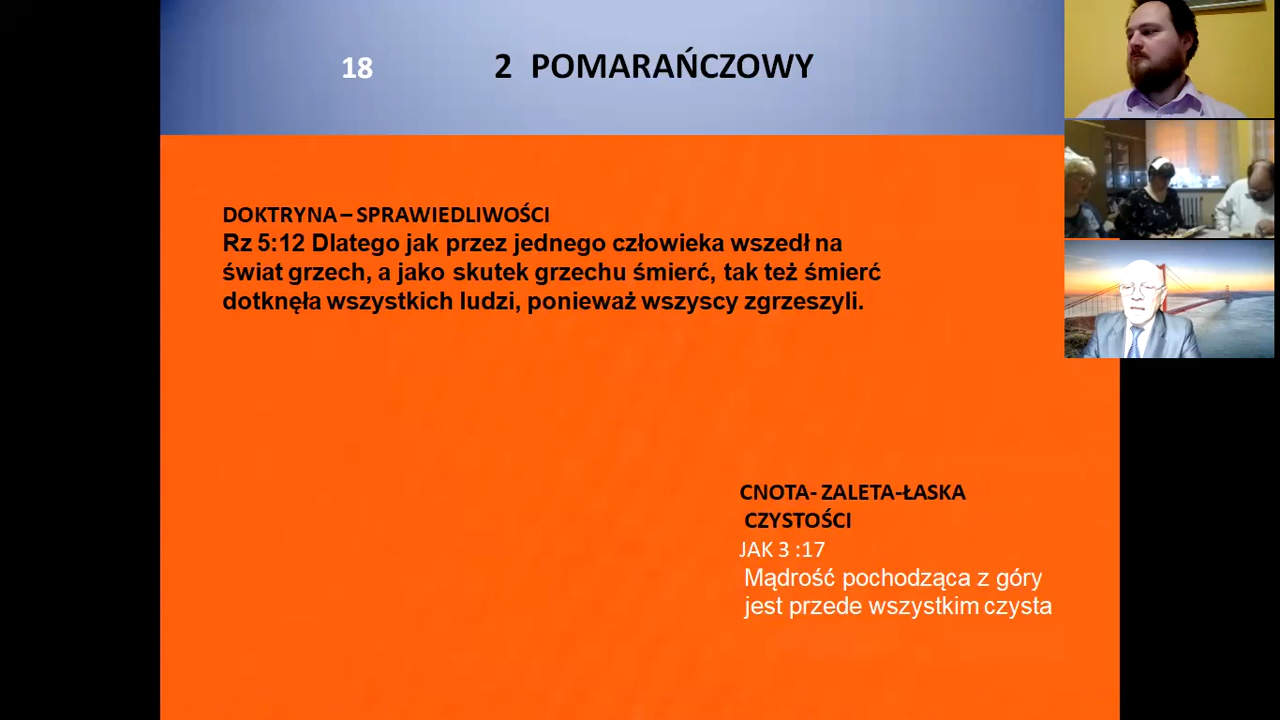 18 2 POMARAŃCZOWY
DOKTRYNA – SPRAWIEDLIWOŚCI
Rz 5:12 Dlatego jak przez jednego człowieka wszedł na
świat grzech, a jako skutek grzechu śmierć, tak też śmierć
dotknęła wszystkich ludzi, ponieważ wszyscy zgrzeszyli.
CNOTA- ZALETA-ŁASKA
CZYSTOŚCI
JAK 3 :17
Mądrość pochodząca z góry
jest przede wszystkim czysta